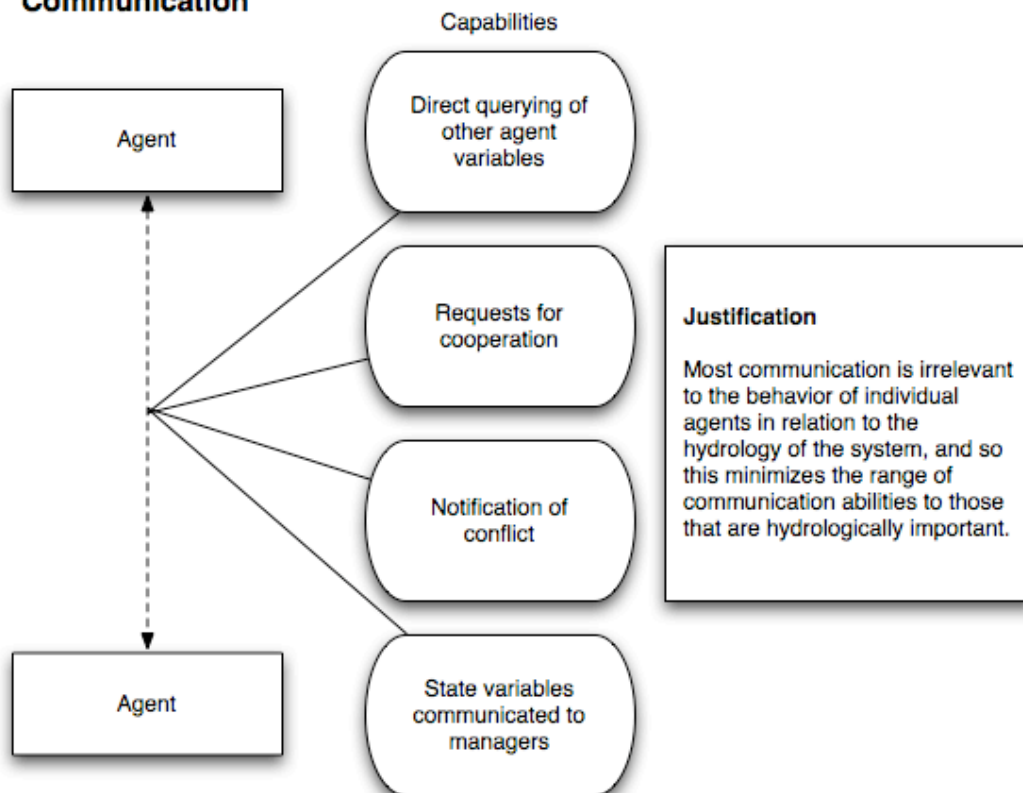 Communication
Capabilities
Agent
Direct querying of
other agent
variables
Requests for
cooperation
Justification
Most communication is irrelevant
to the behavior of individual
agents in relation to the
hydrology of the system, and so
this minimizes the range of
communication abilities to those
that are hydrologically important.
Notification of
conflict
Agent
State variables
communicated to
managers